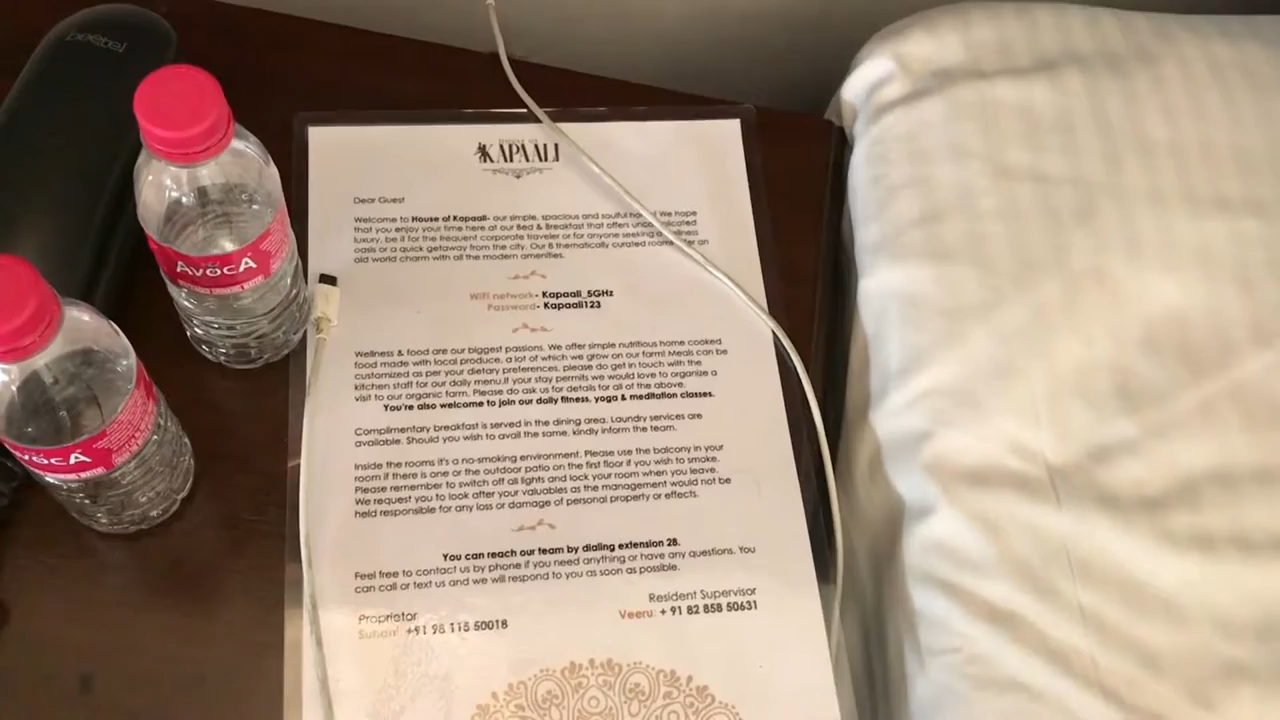 beetel
AVOCA
AVOCA
KAPAALI
Dear Guest
Welcome to House of Kapaali- our simple, spacious and soulful We hope
that you enjoy your time here at our Bed & Breakfast that offers uncomplicated
luxury, be it for the frequent corporate traveler or for anyone seeking a wellness
oasis or a quick getaway from the city. Our 8 thematically curated rooms offer an
old world charm with all the modern amenities.
Wifi network- Kapaali_5GHz
Password- Kapaali123
Wellness & food are our biggest passions. We offer simple nutritious home cooked
food made with local produce, a lot of which we grow on our farm! Meals can be
customized as per your dietary preferences, please do get in touch with the
kitchen staff for our daily menu.If your stay permits we would love to organize a
visit to our organic farm. Please do ask us for details for all of the above.
You're also welcome to join our daily fitness, yoga & meditation classes.
Complimentary breakfast is served in the dining area. Laundry services are
available. Should you wish to avail the same, kindly inform the team.
Inside the rooms it's a no-smoking environment. Please use the balcony in your
room if there is one or the outdoor patio on the first floor if you wish to smoke.
Please remember to switch off all lights and lock your room when you leave.
We request you to look after your valuables as the management would not be
held responsible for any loss or damage of personal property or effects.
You can reach our team by dialing extension 28.
Feel free to contact us by phone if you need anything or have any questions. You
can call or text us and we will respond to you as soon as possible.
Proprietor
+91 98 115 50018
Resident Supervisor
Veeru: + 91 82 858 50631